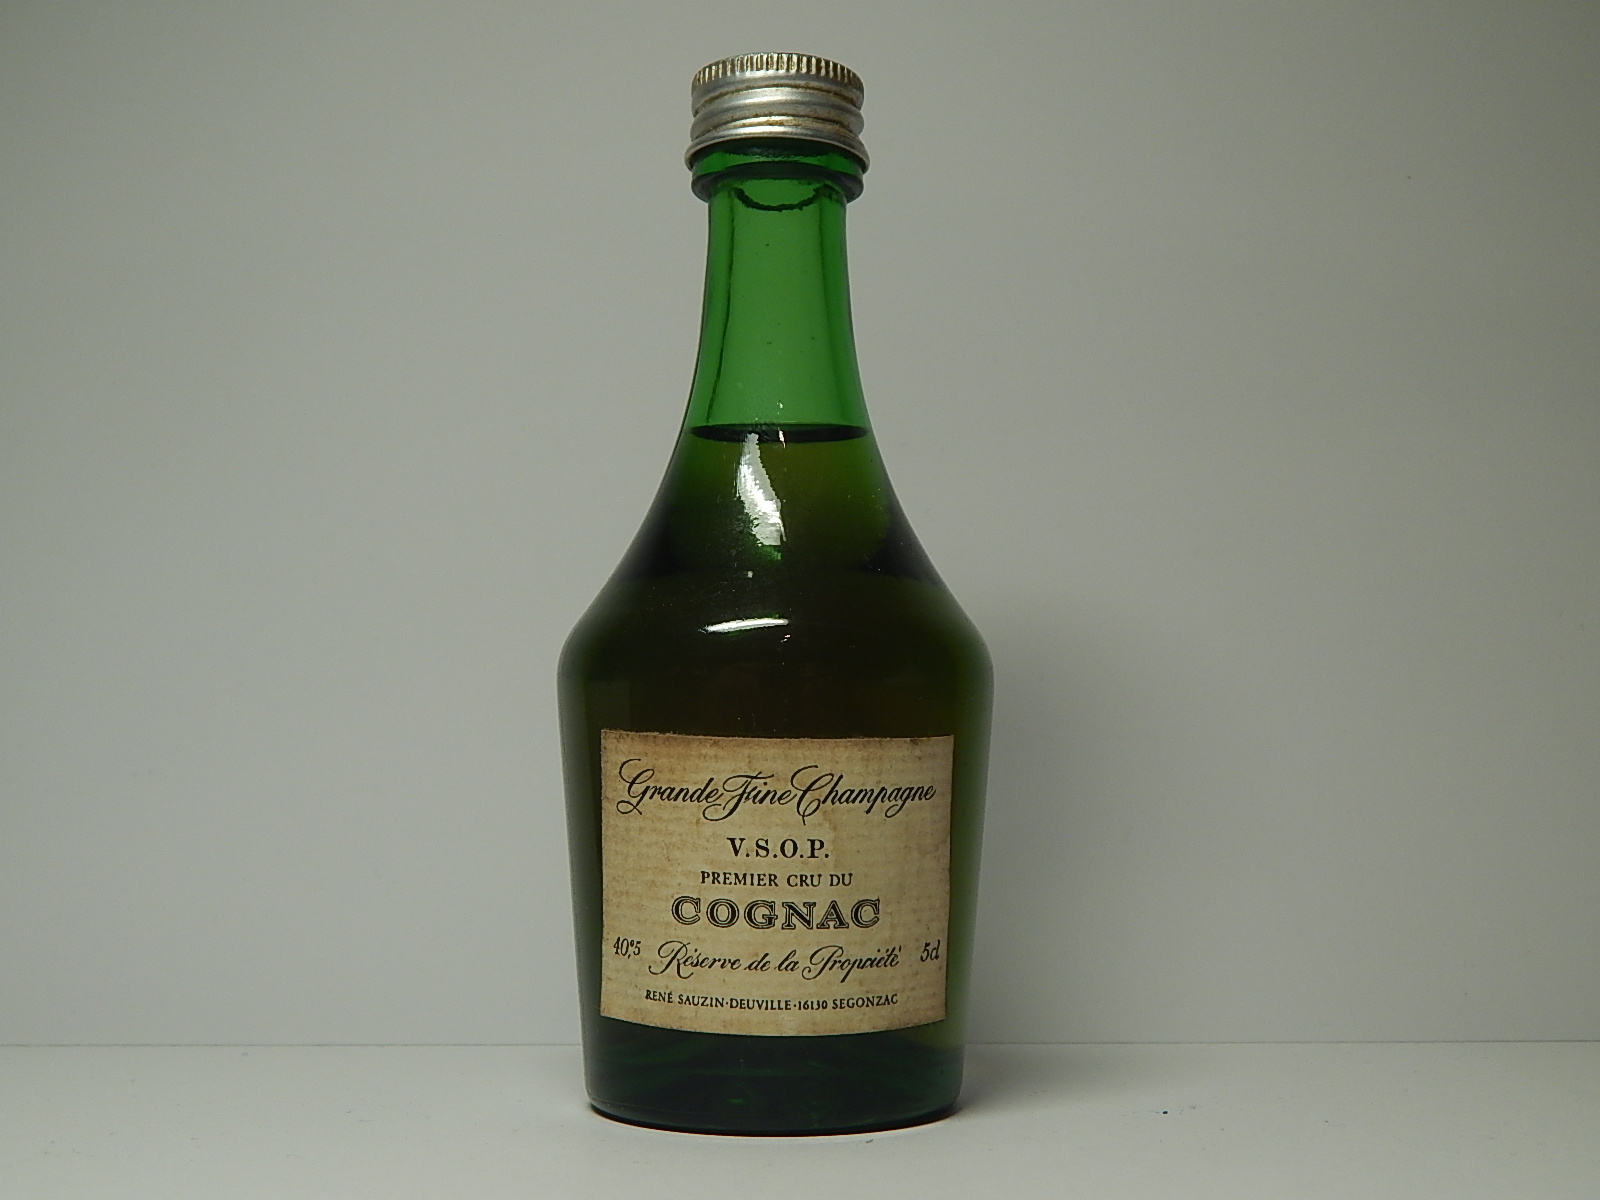 Grande Fine Champagne
V.S.O.P.
PREMIER CRU DU
COGNAC
40,°5 Réserve de la Propriété 5cl
RENÉ SAUZIN·DEUVILLE·16130 SEGONZAC